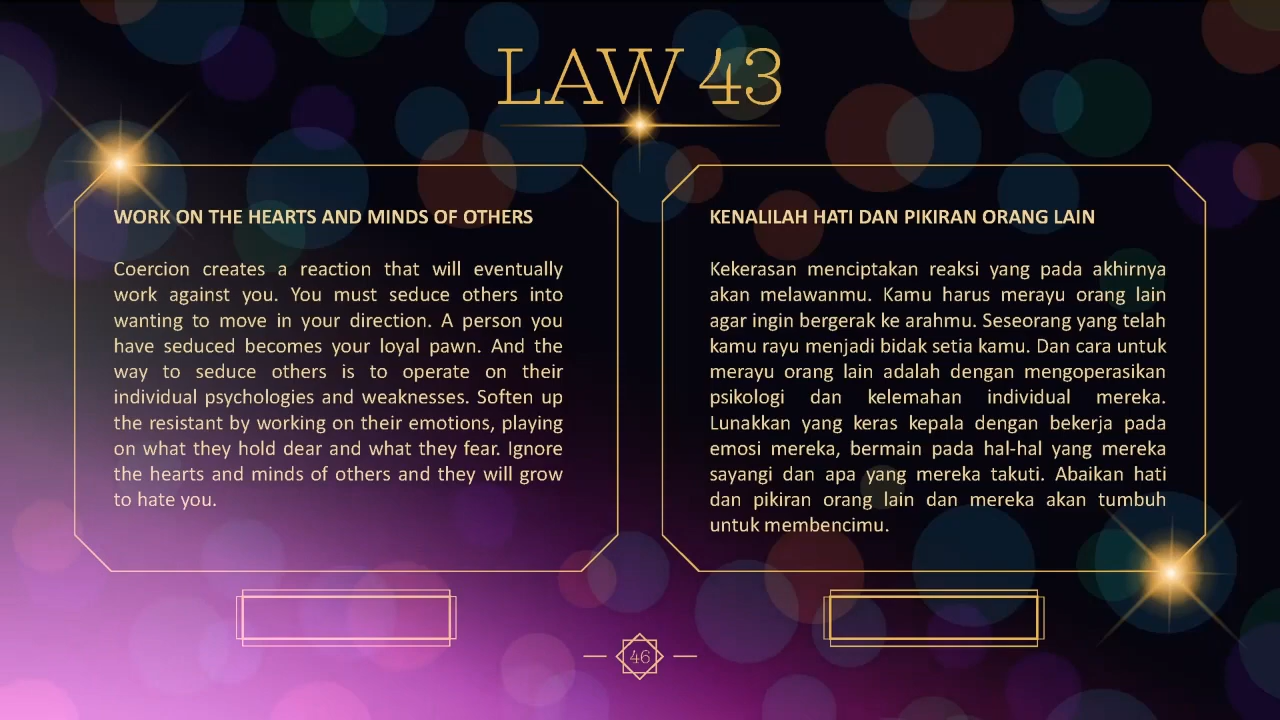 LAW 43
WORK ON THE HEARTS AND MINDS OF OTHERS
Coercion creates a reaction that will eventually
work against you. You must seduce others into
wanting to move in your direction. A person you
have seduced becomes your loyal pawn. And the
way to seduce others is to operate on their
individual psychologies and weaknesses. Soften up
the resistant by working on their emotions, playing
on what they hold dear and what they fear. Ignore
the hearts and minds of others and they will grow
to hate you.
KENALILAH HATI DAN PIKIRAN ORANG LAIN
Kekerasan menciptakan reaksi yang pada akhirnya
akan melawanmu. Kamu harus merayu orang lain
agar ingin bergerak ke arahmu. Seseorang yang telah
kamu rayu menjadi bidak setia kamu. Dan cara untuk
merayu orang lain adalah dengan mengoperasikan
psikologi dan kelemahan individual mereka.
Lunakkan yang keras kepala dengan bekerja pada
emosi mereka, bermain pada hal-hal yang mereka
sayangi dan apa yang mereka takuti. Abaikan hati
dan pikiran orang lain dan mereka akan tumbuh
untuk membencimu.
46